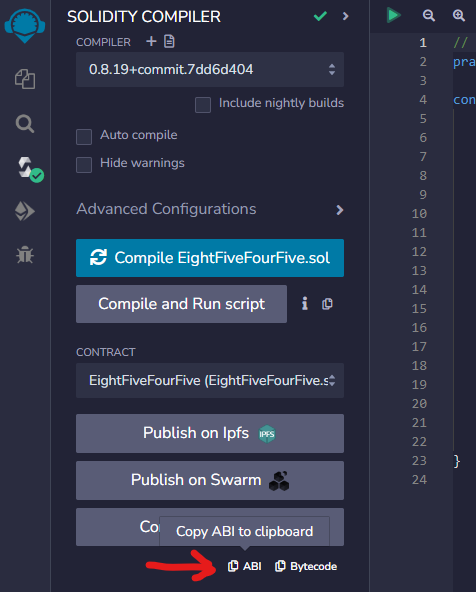 SOLIDITY COMPILER
COMPILER
0.8.19+commit.7dd6d404
Include nightly builds
Auto compile
Hide warnings
Advanced Configurations
Compile EightFiveFourFive.sol
Compile and Run script
i
CONTRACT
EightFiveFourFive (EightFiveFourFive.s
Publish on Ipfs IPFS
Publish on Swarm
Co
Copy ABI to clipboard
ABI Bytecode
1 //
2 pra
3
4 con
5
6
7
8
9
10
11
12
13
14
15
16
17
18
19
20
21
22
23 }
24